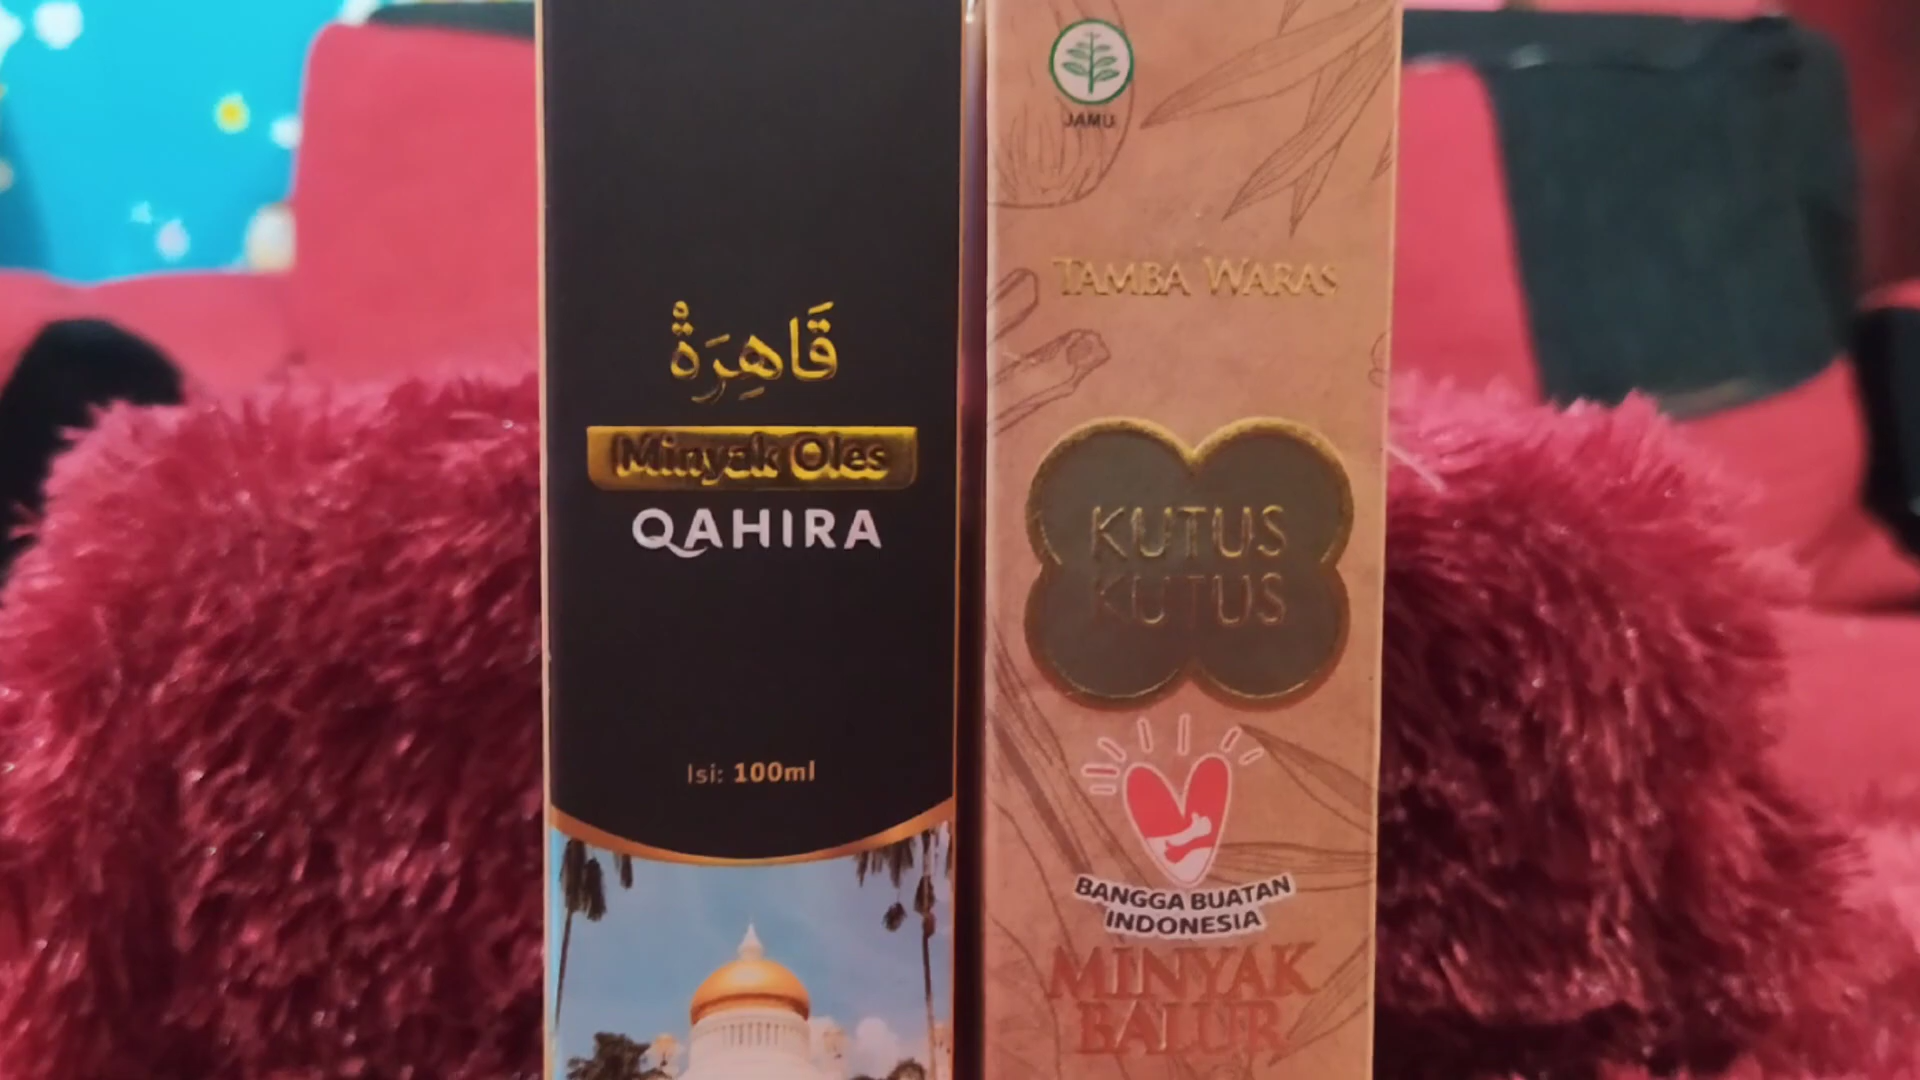 قَاهِرَةْ
Minyak Oles
QAHIRA
Isi: 100ml
JAMU
TAMBA WARAS
KUTUS
KUTUS
BANGGA BUATAN
INDONESIA
MINYAK
BALUR